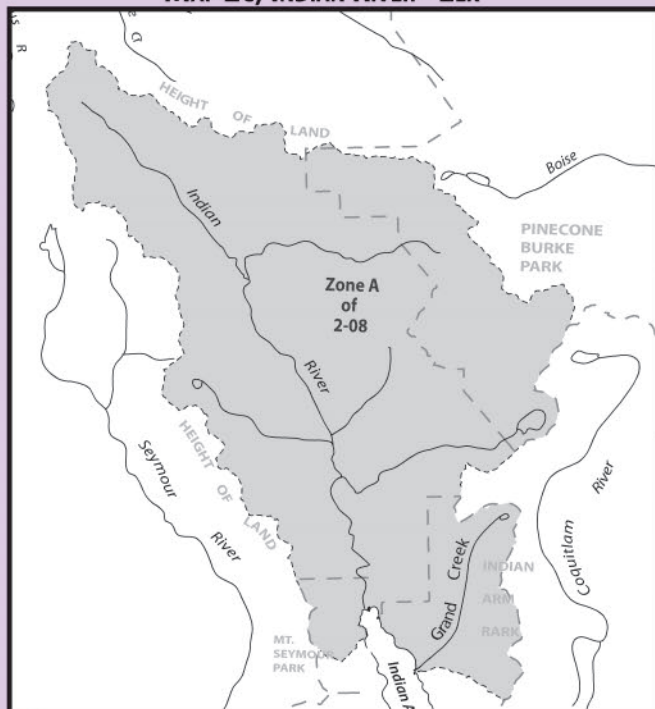 HEIGHT
OF
LAND
Boise
Indian
PINECONE
BURKE
PARK
Zone A
of
2-08
River
HEIGHT
OF
LAND
Seymour
River
River
Coquitlam
Grand Creek
INDIAN
ARM
RARK
MT.
SEYMOUR
PARK
Indian